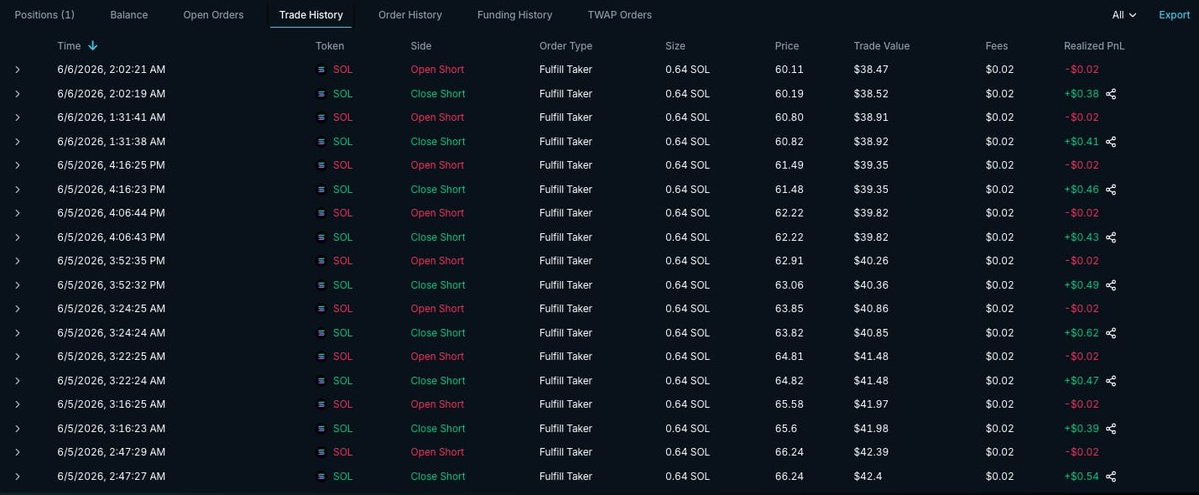 Positions (1) Balance Open Orders Trade History Order History Funding History TWAP Orders All Export
Time Token Side Order Type Size Price Trade Value Fees Realized PnL
6/6/2026, 2:02:21 AM SOL Open Short Fulfill Taker 0.64 SOL 60.11 $38.47 $0.02 -$0.02
6/6/2026, 2:02:19 AM SOL Close Short Fulfill Taker 0.64 SOL 60.19 $38.52 $0.02 +$0.38
6/6/2026, 1:31:41 AM SOL Open Short Fulfill Taker 0.64 SOL 60.80 $38.91 $0.02 -$0.02
6/6/2026, 1:31:38 AM SOL Close Short Fulfill Taker 0.64 SOL 60.82 $38.92 $0.02 +$0.41
6/5/2026, 4:16:25 PM SOL Open Short Fulfill Taker 0.64 SOL 61.49 $39.35 $0.02 -$0.02
6/5/2026, 4:16:23 PM SOL Close Short Fulfill Taker 0.64 SOL 61.48 $39.35 $0.02 +$0.46
6/5/2026, 4:06:44 PM SOL Open Short Fulfill Taker 0.64 SOL 62.22 $39.82 $0.02 -$0.02
6/5/2026, 4:06:43 PM SOL Close Short Fulfill Taker 0.64 SOL 62.22 $39.82 $0.02 +$0.43
6/5/2026, 3:52:35 PM SOL Open Short Fulfill Taker 0.64 SOL 62.91 $40.26 $0.02 -$0.02
6/5/2026, 3:52:32 PM SOL Close Short Fulfill Taker 0.64 SOL 63.06 $40.36 $0.02 +$0.49
6/5/2026, 3:24:25 AM SOL Open Short Fulfill Taker 0.64 SOL 63.85 $40.86 $0.02 -$0.02
6/5/2026, 3:24:24 AM SOL Close Short Fulfill Taker 0.64 SOL 63.82 $40.85 $0.02 +$0.62
6/5/2026, 3:22:25 AM SOL Open Short Fulfill Taker 0.64 SOL 64.81 $41.48 $0.02 -$0.02
6/5/2026, 3:22:24 AM SOL Close Short Fulfill Taker 0.64 SOL 64.82 $41.48 $0.02 +$0.47
6/5/2026, 3:16:25 AM SOL Open Short Fulfill Taker 0.64 SOL 65.58 $41.97 $0.02 -$0.02
6/5/2026, 3:16:23 AM SOL Close Short Fulfill Taker 0.64 SOL 65.6 $41.98 $0.02 +$0.39
6/5/2026, 2:47:29 AM SOL Open Short Fulfill Taker 0.64 SOL 66.24 $42.39 $0.02 -$0.02
6/5/2026, 2:47:27 AM SOL Close Short Fulfill Taker 0.64 SOL 66.24 $42.4 $0.02 +$0.54